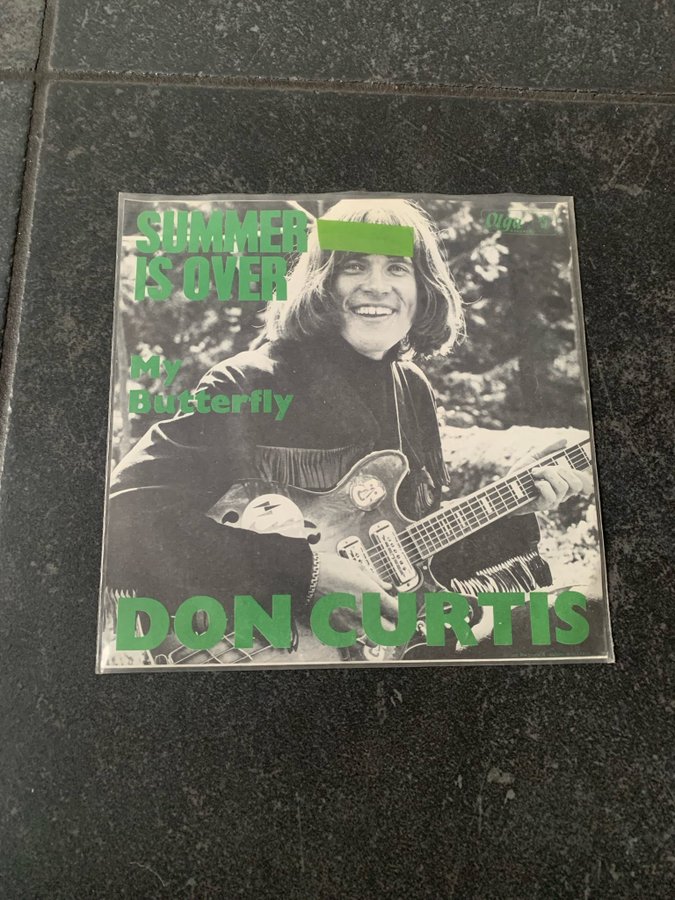 SUMMER
IS OVER
Olga
My
Butterfly
DON CURTIS